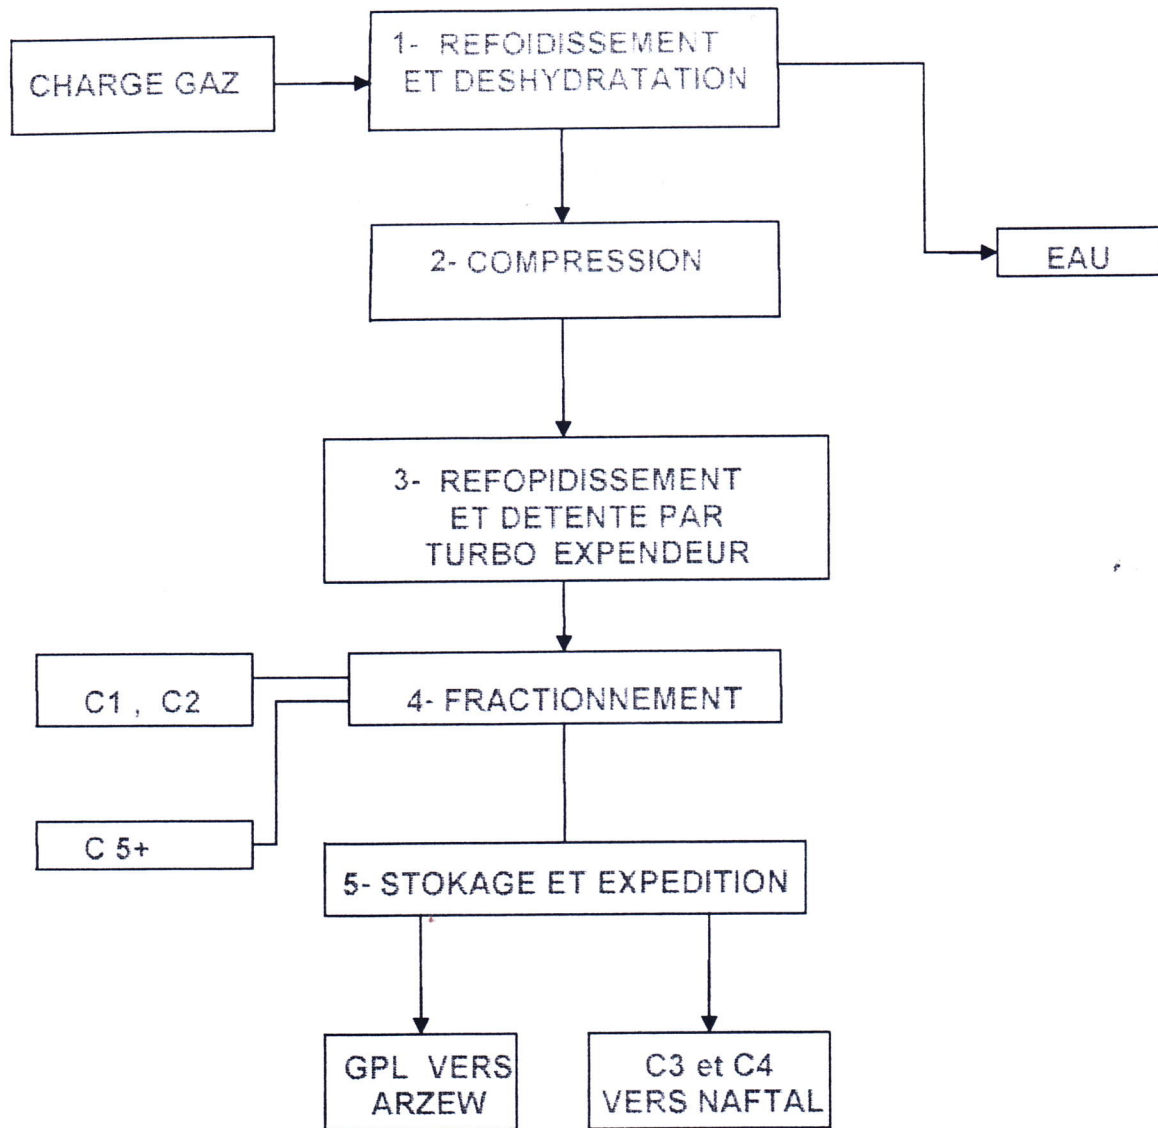 1- REFOIDISSEMENT
ET DESHYDRATATION
CHARGE GAZ
2- COMPRESSION
EAU
3- REFOPIDISSEMENT
ET DETENTE PAR
TURBO EXPENDEUR
C1 , C2
4- FRACTIONNEMENT
C 5+
5- STOKAGE ET EXPEDITION
GPL VERS
ARZEW
C3 et C4
VERS NAFTAL